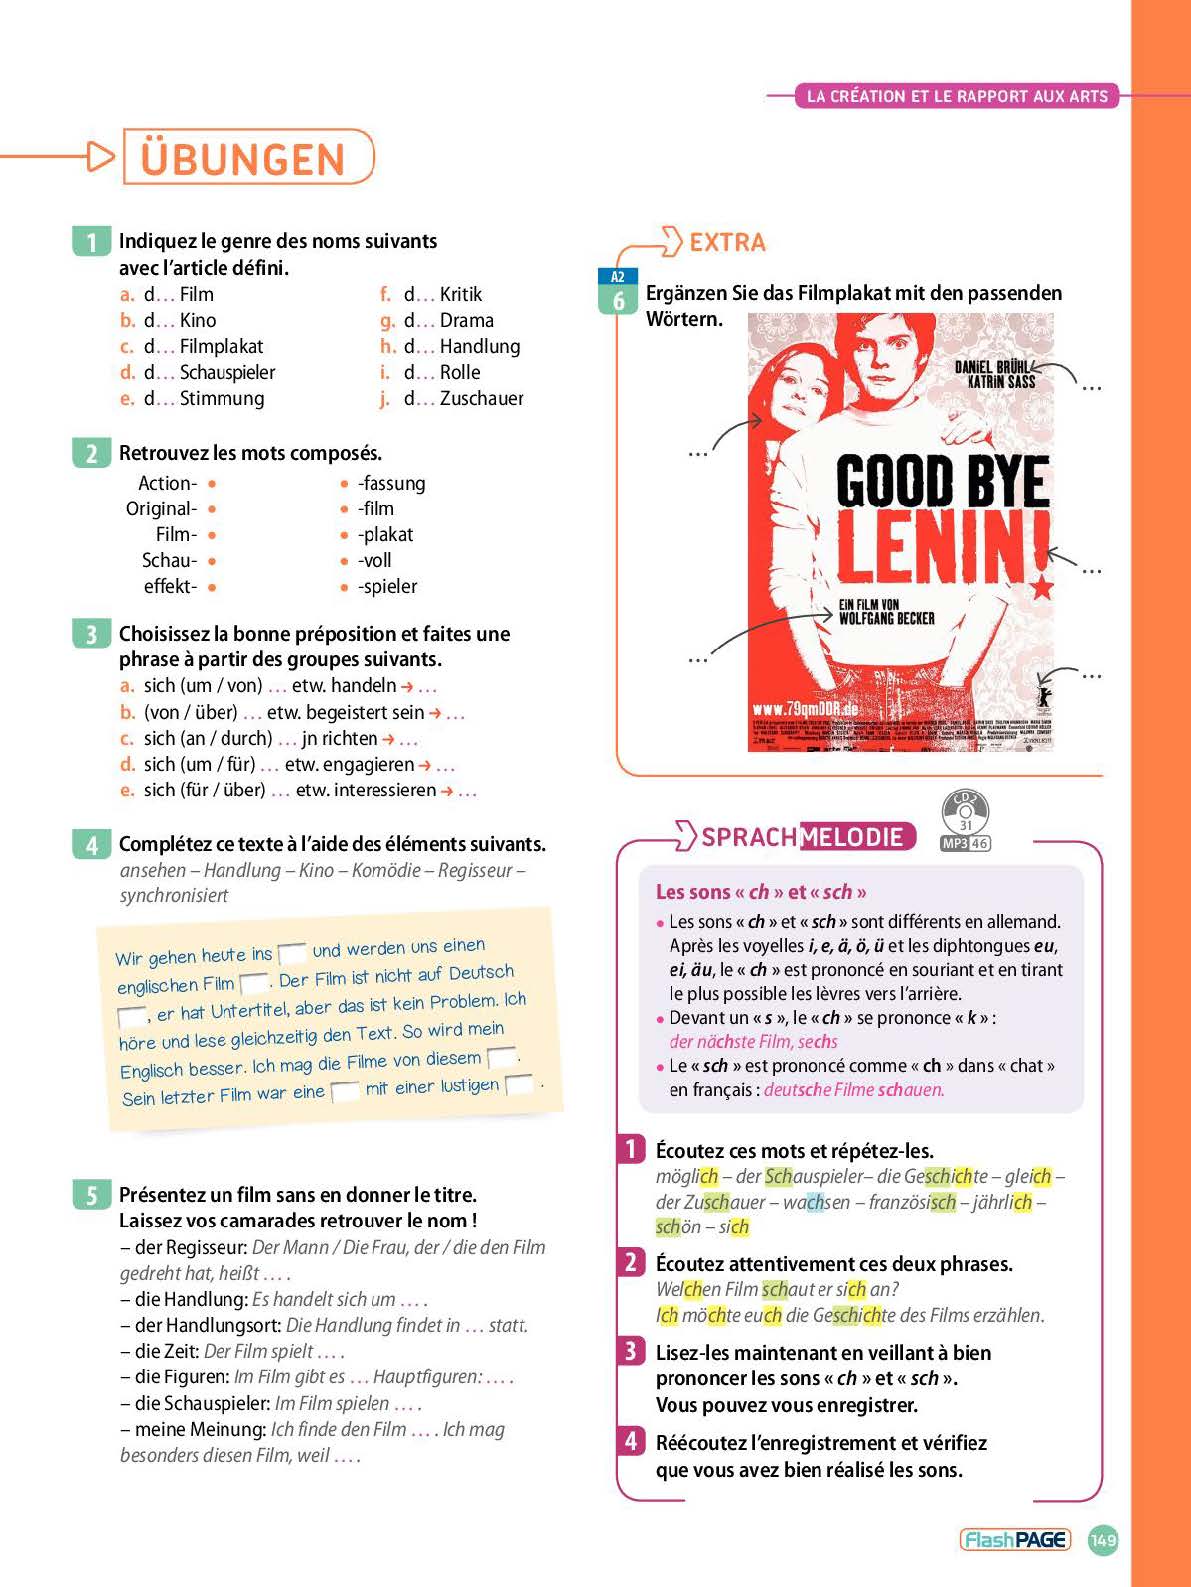 LA CRÉATION ET LE RAPPORT AUX ARTS
ÜBUNGEN
1 Indiquez le genre des noms suivants
avec l'article défini.
a. d… Film
b. d… Kino
c. d… Filmplakat
d. d… Schauspieler
e. d… Stimmung
f. d… Kritik
g. d… Drama
h. d… Handlung
i. d… Rolle
j. d… Zuschauer
2 Retrouvez les mots composés.
Action- • • -fassung
Original- • • -film
Film- • • -plakat
Schau- • • -voll
effekt- • • -spieler
3 Choisissez la bonne préposition et faites une
phrase à partir des groupes suivants.
a. sich (um / von) … etw. handeln → …
b. (von / über) … etw. begeistert sein → …
c. sich (an / durch) … jn richten → …
d. sich (um / für) … etw. engagieren → …
e. sich (für / über) … etw. interessieren → …
4 Complétez ce texte à l'aide des éléments suivants.
ansehen – Handlung – Kino – Komödie – Regisseur –
synchronisiert
Wir gehen heute ins und werden uns einen
englischen Film . Der Film ist nicht auf Deutsch
, er hat Untertitel, aber das ist kein Problem. Ich
höre und lese gleichzeitig den Text. So wird mein
Englisch besser. Ich mag die Filme von diesem .
Sein letzter Film war eine mit einer lustigen .
5 Présentez un film sans en donner le titre.
Laissez vos camarades retrouver le nom !
– der Regisseur: Der Mann / Die Frau, der / die den Film
gedreht hat, heißt … .
– die Handlung: Es handelt sich um … .
– der Handlungsort: Die Handlung findet in … statt.
– die Zeit: Der Film spielt … .
– die Figuren: Im Film gibt es … Hauptfiguren: … .
– die Schauspieler: Im Film spielen … .
– meine Meinung: Ich finde den Film … . Ich mag
besonders diesen Film, weil … .
EXTRA
A2
6 Ergänzen Sie das Filmplakat mit den passenden
Wörtern.
DANIEL BRÜHL
KATRIN SASS
…
…
GOOD BYE
LENIN!
…
EIN FILM VON
WOLFGANG BECKER
…
…
www.79qmDDR.de
SPRACHMELODIE
CD2
31
MP3 46
Les sons « ch » et « sch »
• Les sons « ch » et « sch » sont différents en allemand.
Après les voyelles i, e, ä, ö, ü et les diphtongues eu,
ei, äu, le « ch » est prononcé en souriant et en tirant
le plus possible les lèvres vers l'arrière.
• Devant un « s », le « ch » se prononce « k » :
der nächste Film, sechs
• Le « sch » est prononcé comme « ch » dans « chat »
en français : deutsche Filme schauen.
1 Écoutez ces mots et répétez-les.
möglich – der Schauspieler– die Geschichte – gleich –
der Zuschauer – wachsen – französisch – jährlich –
schön – sich
2 Écoutez attentivement ces deux phrases.
Welchen Film schaut er sich an?
Ich möchte euch die Geschichte des Films erzählen.
3 Lisez-les maintenant en veillant à bien
prononcer les sons « ch » et « sch ».
Vous pouvez vous enregistrer.
4 Réécoutez l'enregistrement et vérifiez
que vous avez bien réalisé les sons.
FlashPAGE
149